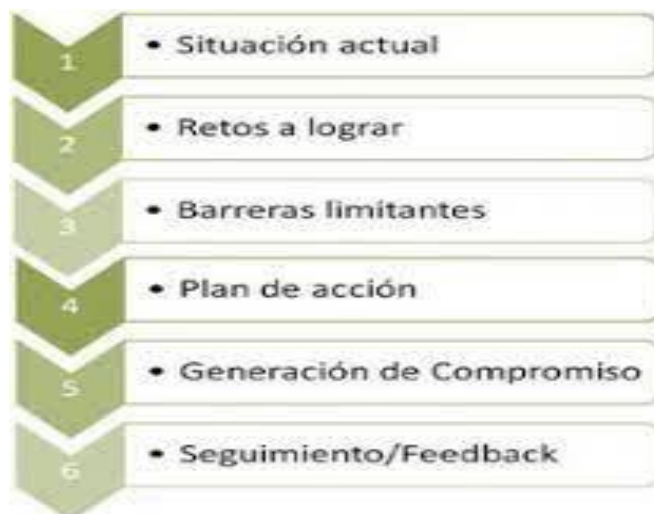 1
• Situación actual
2
• Retos a lograr
3
• Barreras limitantes
4
• Plan de acción
5
• Generación de Compromiso
6
• Seguimiento/Feedback